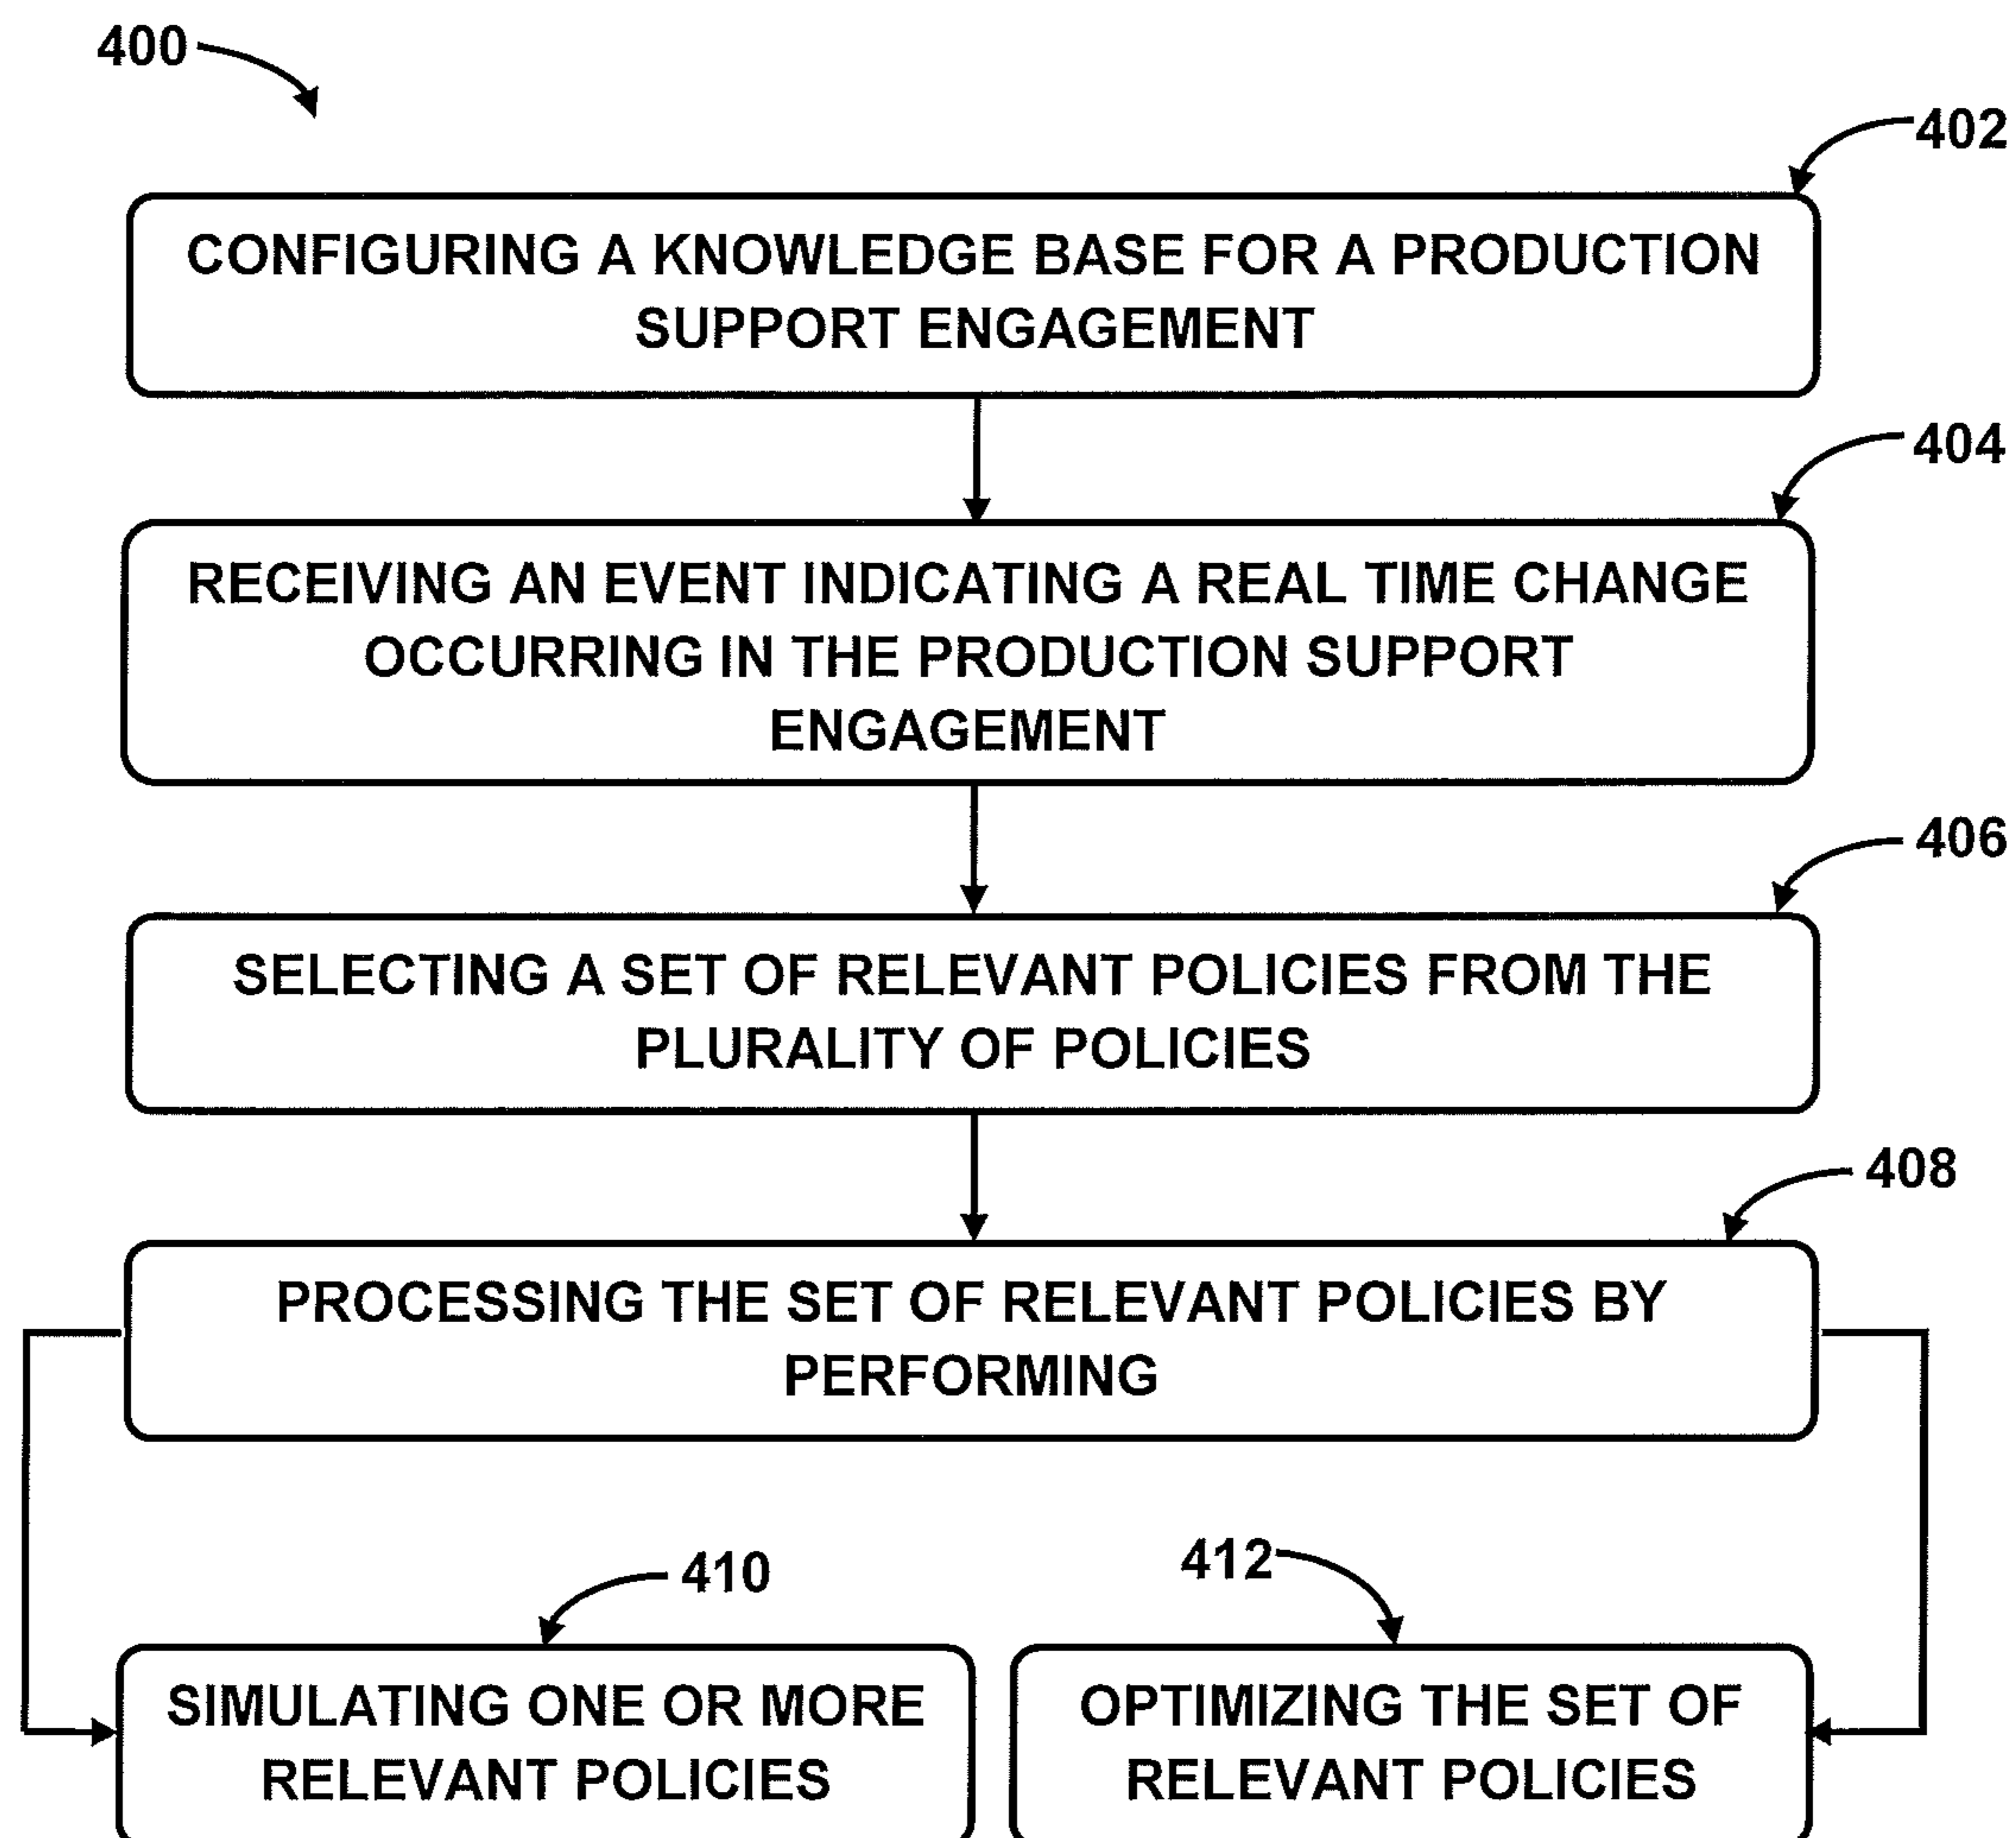 400
402
CONFIGURING A KNOWLEDGE BASE FOR A PRODUCTION
SUPPORT ENGAGEMENT
404
RECEIVING AN EVENT INDICATING A REAL TIME CHANGE
OCCURRING IN THE PRODUCTION SUPPORT
ENGAGEMENT
406
SELECTING A SET OF RELEVANT POLICIES FROM THE
PLURALITY OF POLICIES
408
PROCESSING THE SET OF RELEVANT POLICIES BY
PERFORMING
410
SIMULATING ONE OR MORE
RELEVANT POLICIES
412
OPTIMIZING THE SET OF
RELEVANT POLICIES